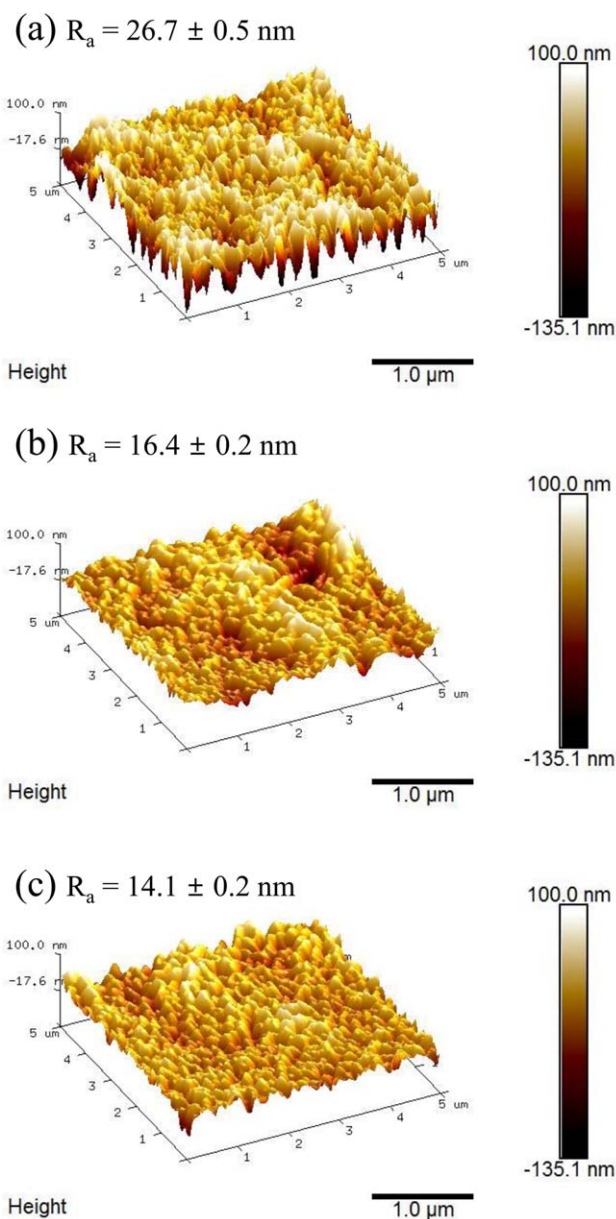 (a) Rₐ = 26.7 ± 0.5 nm
100.0 nm
100.0 nm
-17.6 nm
5 um
4
3
2
1
1
2
3
4
5
um
-135.1 nm
Height
1.0 µm
(b) Rₐ = 16.4 ± 0.2 nm
100.0 nm
100.0 nm
-17.6 nm
5 um
4
3
2
1
1
2
3
4
5
um
-135.1 nm
Height
1.0 µm
(c) Rₐ = 14.1 ± 0.2 nm
100.0 nm
100.0 nm
-17.6 nm
5 um
4
3
2
1
1
2
3
4
5
um
-135.1 nm
Height
1.0 µm